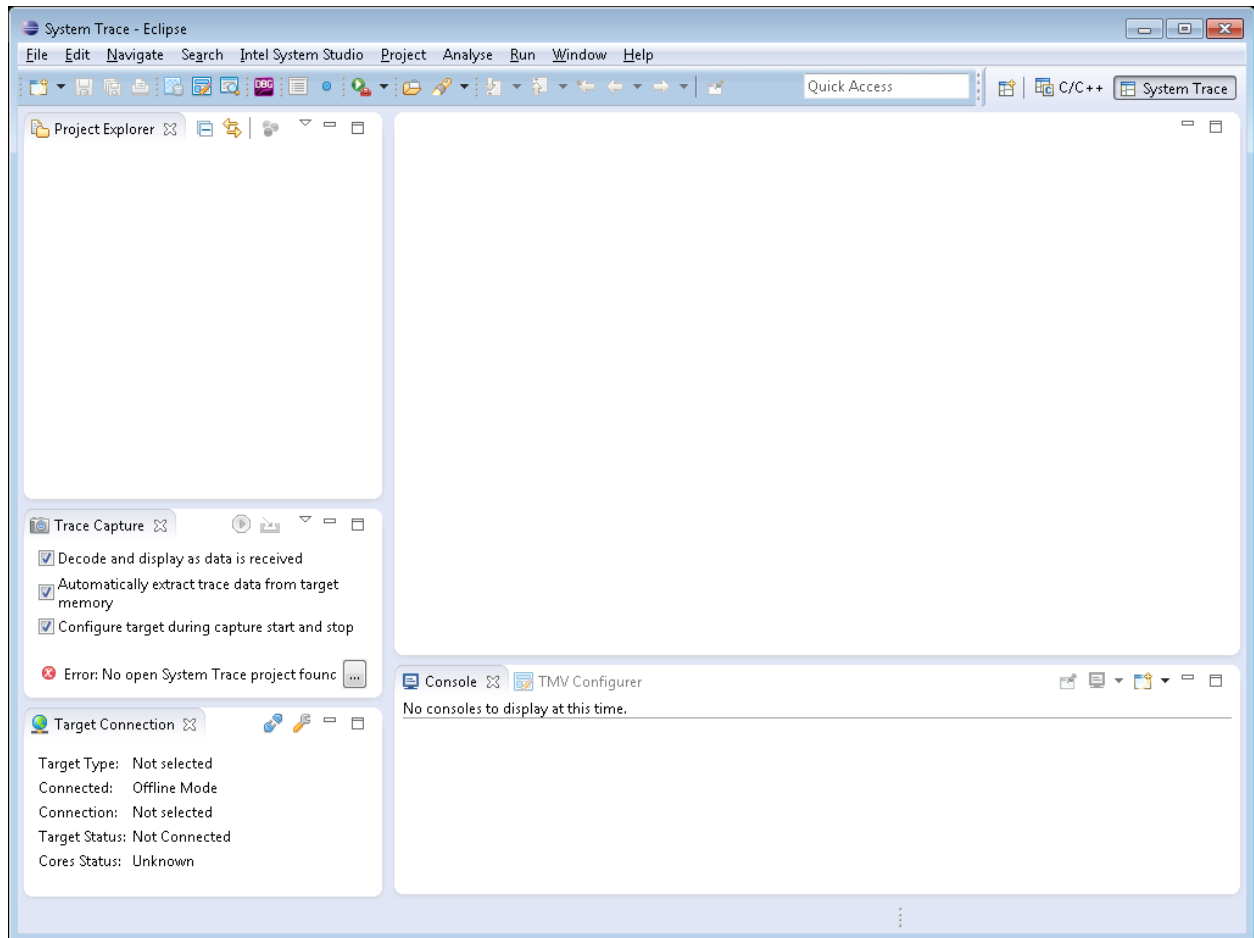 System Trace - Eclipse
File Edit Navigate Search Intel System Studio Project Analyse Run Window Help
DBG
Quick Access
C/C++
System Trace
Project Explorer
Trace Capture
Decode and display as data is received
Automatically extract trace data from target
memory
Configure target during capture start and stop
Error: No open System Trace project found
...
Console
TMV Configurer
No consoles to display at this time.
Target Connection
Target Type: Not selected
Connected: Offline Mode
Connection: Not selected
Target Status: Not Connected
Cores Status: Unknown